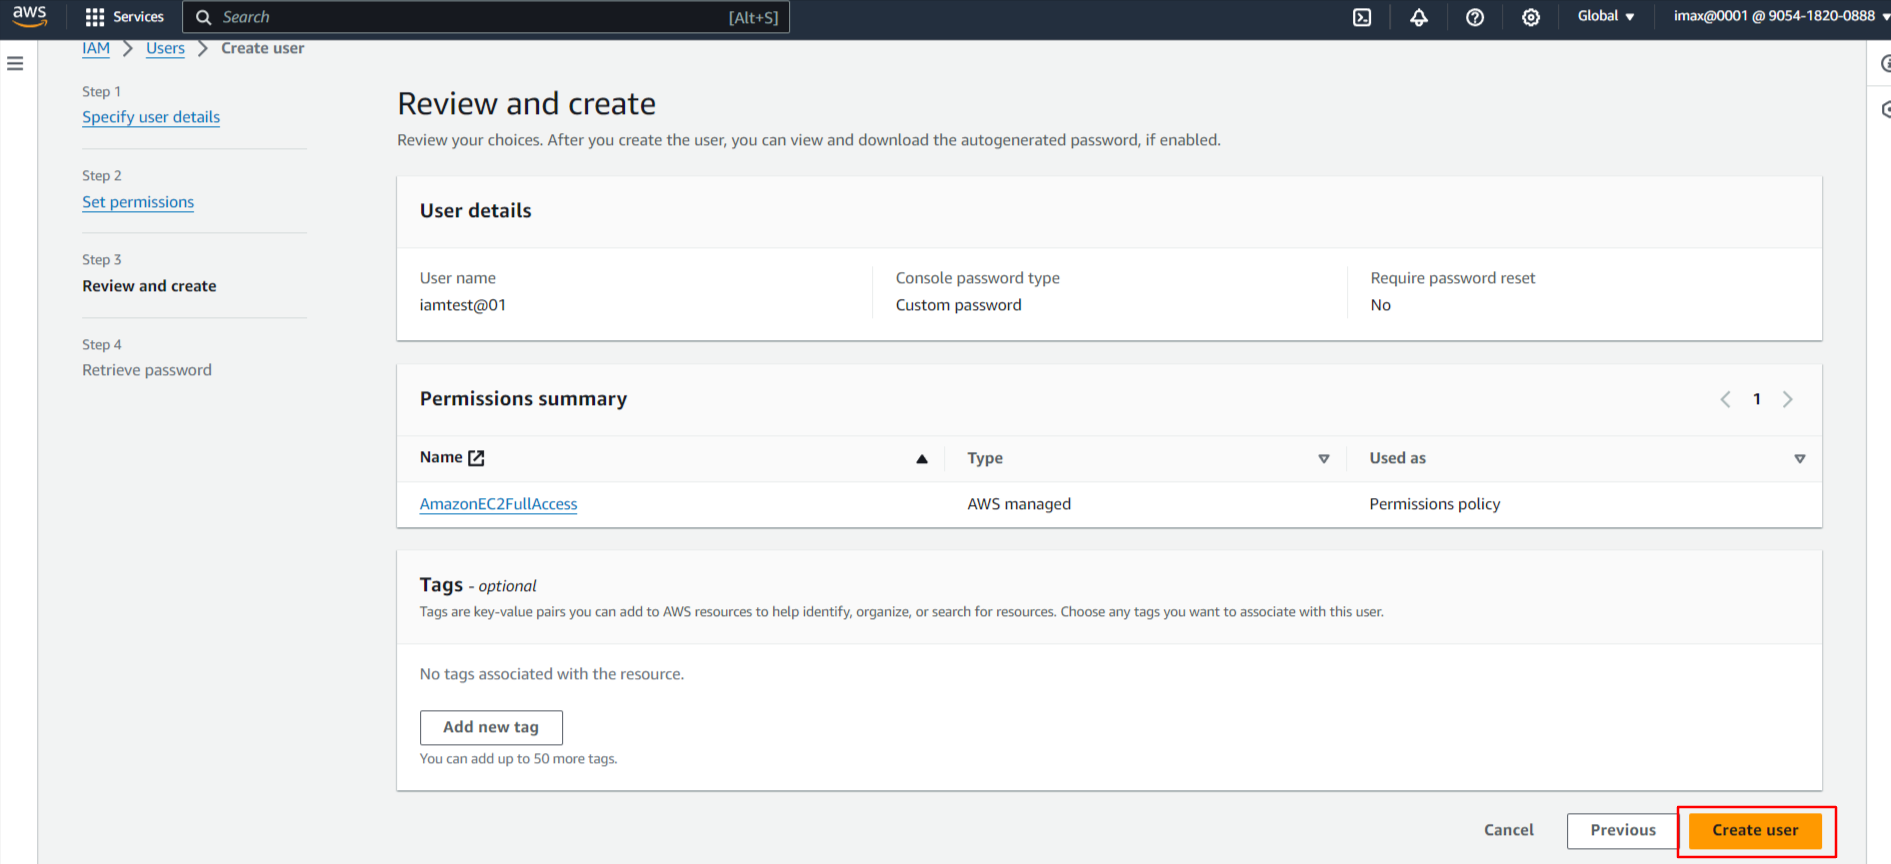 aws
Services
Search
[Alt+S]
Global
imax@0001 @ 9054-1820-0888
IAM
Users
Create user
Step 1
Specify user details
Step 2
Set permissions
Step 3
Review and create
Step 4
Retrieve password
Review and create
Review your choices. After you create the user, you can view and download the autogenerated password, if enabled.
User details
User name
iamtest@01
Console password type
Custom password
Require password reset
No
Permissions summary
1
Name
Type
Used as
AmazonEC2FullAccess
AWS managed
Permissions policy
Tags - optional
Tags are key-value pairs you can add to AWS resources to help identify, organize, or search for resources. Choose any tags you want to associate with this user.
No tags associated with the resource.
Add new tag
You can add up to 50 more tags.
Cancel
Previous
Create user